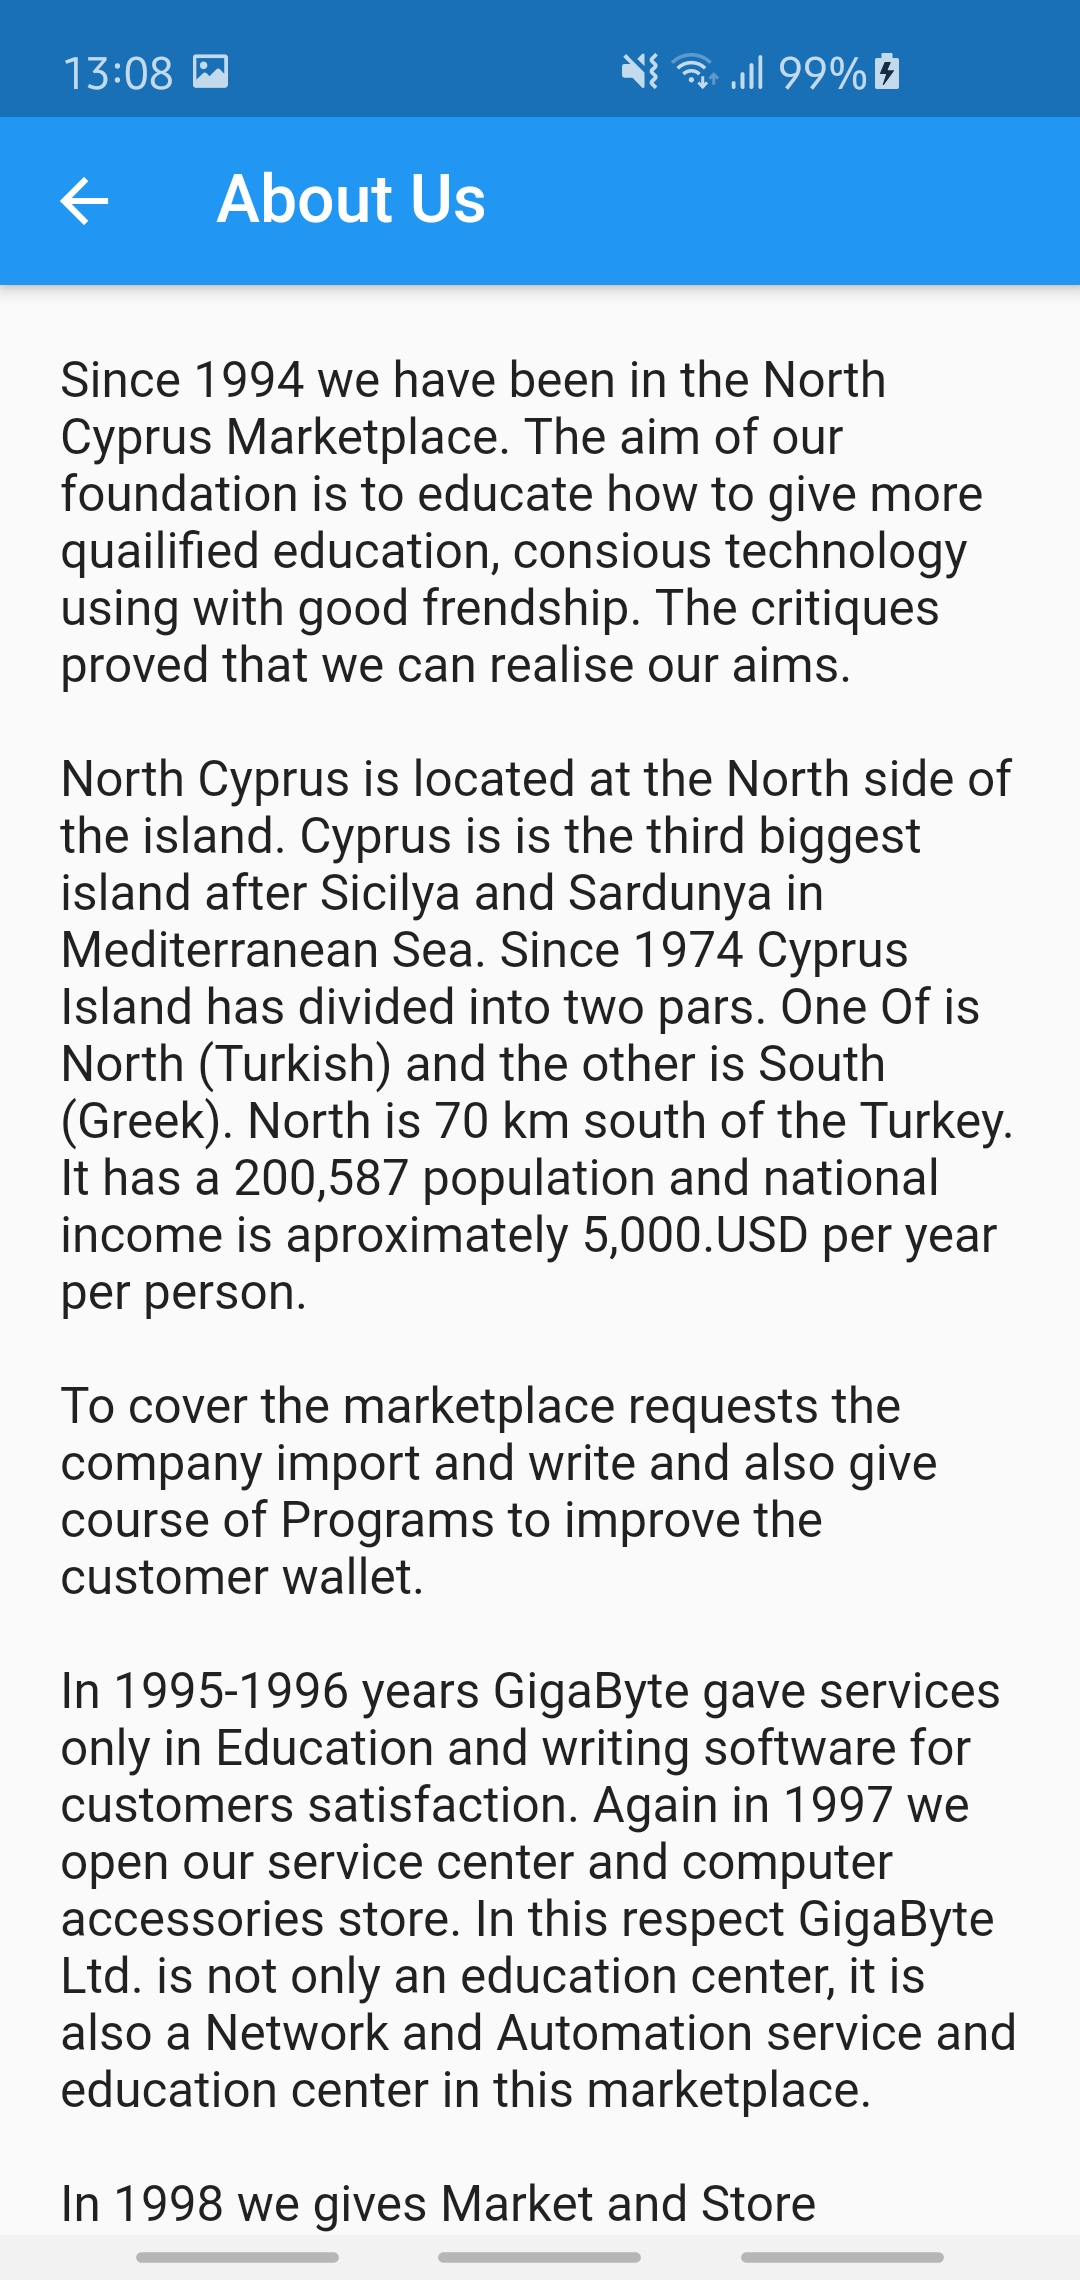 13:08
99%
About Us
Since 1994 we have been in the North
Cyprus Marketplace. The aim of our
foundation is to educate how to give more
quailified education, consious technology
using with good frendship. The critiques
proved that we can realise our aims.
North Cyprus is located at the North side of
the island. Cyprus is is the third biggest
island after Sicilya and Sardunya in
Mediterranean Sea. Since 1974 Cyprus
Island has divided into two pars. One Of is
North (Turkish) and the other is South
(Greek). North is 70 km south of the Turkey.
It has a 200,587 population and national
income is aproximately 5,000.USD per year
per person.
To cover the marketplace requests the
company import and write and also give
course of Programs to improve the
customer wallet.
In 1995-1996 years GigaByte gave services
only in Education and writing software for
customers satisfaction. Again in 1997 we
open our service center and computer
accessories store. In this respect GigaByte
Ltd. is not only an education center, it is
also a Network and Automation service and
education center in this marketplace.
In 1998 we gives Market and Store